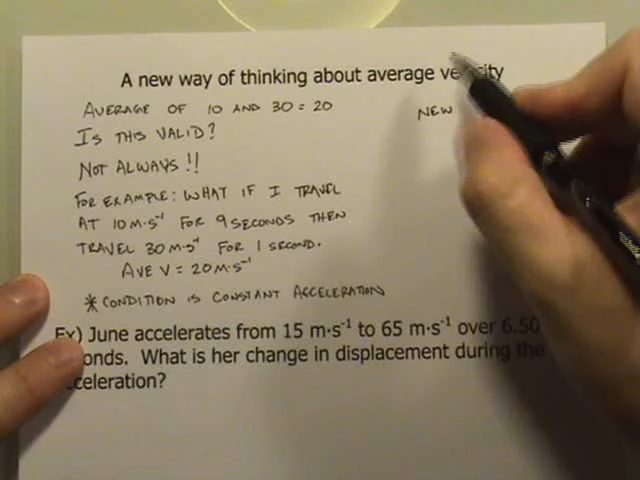 A new way of thinking about average velocity
AVERAGE OF 10 AND 30 = 20
NEW
IS THIS VALID?
NOT ALWAYS!!
FOR EXAMPLE: WHAT IF I TRAVEL
AT 10 M·S⁻¹ FOR 9 SECONDS THEN
TRAVEL 30 M·S⁻¹ FOR 1 SECOND.
AVE V = 20 M·S⁻¹
* CONDITION IS CONSTANT ACCELERATION
Ex) June accelerates from 15 m·s⁻¹ to 65 m·s⁻¹ over 6.50
seconds. What is her change in displacement during the
acceleration?